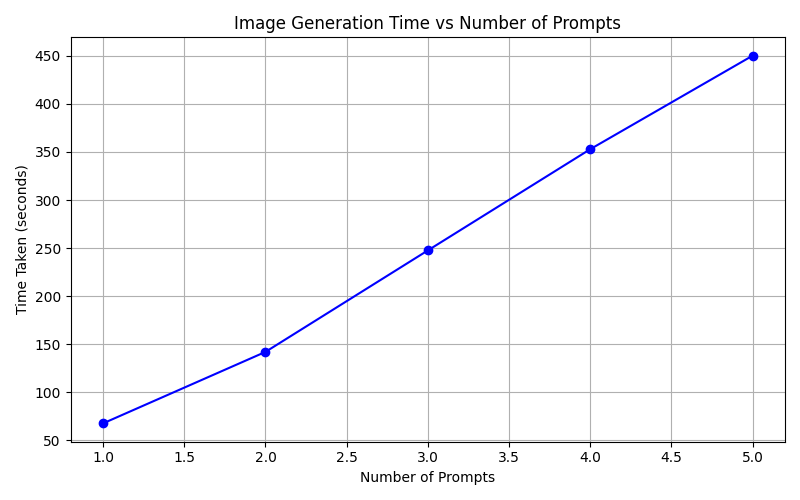 Image Generation Time vs Number of Prompts
450
400
350
300
250
200
150
100
50
Time Taken (seconds)
1.0 1.5 2.0 2.5 3.0 3.5 4.0 4.5 5.0
Number of Prompts